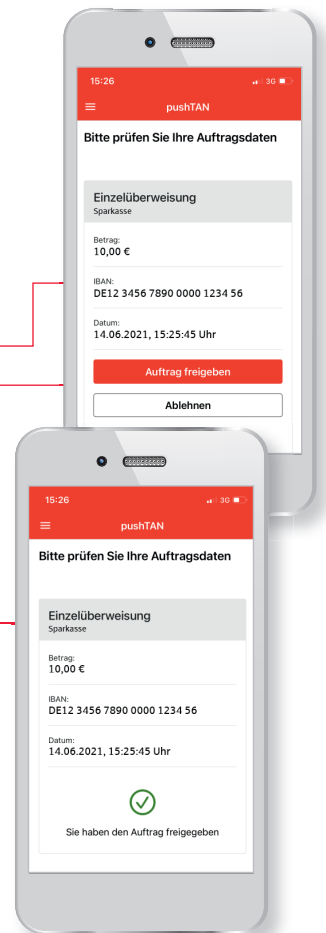 15:26 3G
pushTAN
Bitte prüfen Sie Ihre Auftragsdaten
Einzelüberweisung
Sparkasse
Betrag:
10,00 €
IBAN:
DE12 3456 7890 0000 1234 56
Datum:
14.06.2021, 15:25:45 Uhr
Auftrag freigeben
Ablehnen
15:26 3G
pushTAN
Bitte prüfen Sie Ihre Auftragsdaten
Einzelüberweisung
Sparkasse
Betrag:
10,00 €
IBAN:
DE12 3456 7890 0000 1234 56
Datum:
14.06.2021, 15:25:45 Uhr
Sie haben den Auftrag freigegeben